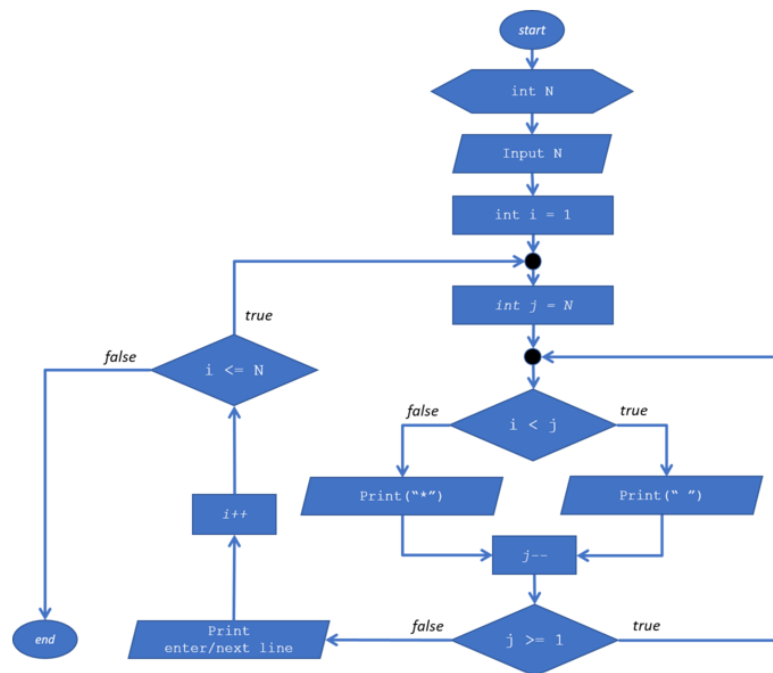 start
int N
Input N
int i = 1
int j = N
true
false
i <= N
i < j
false
true
Print("*")
Print(" ")
i++
j--
end
Print
enter/next line
false
j >= 1
true